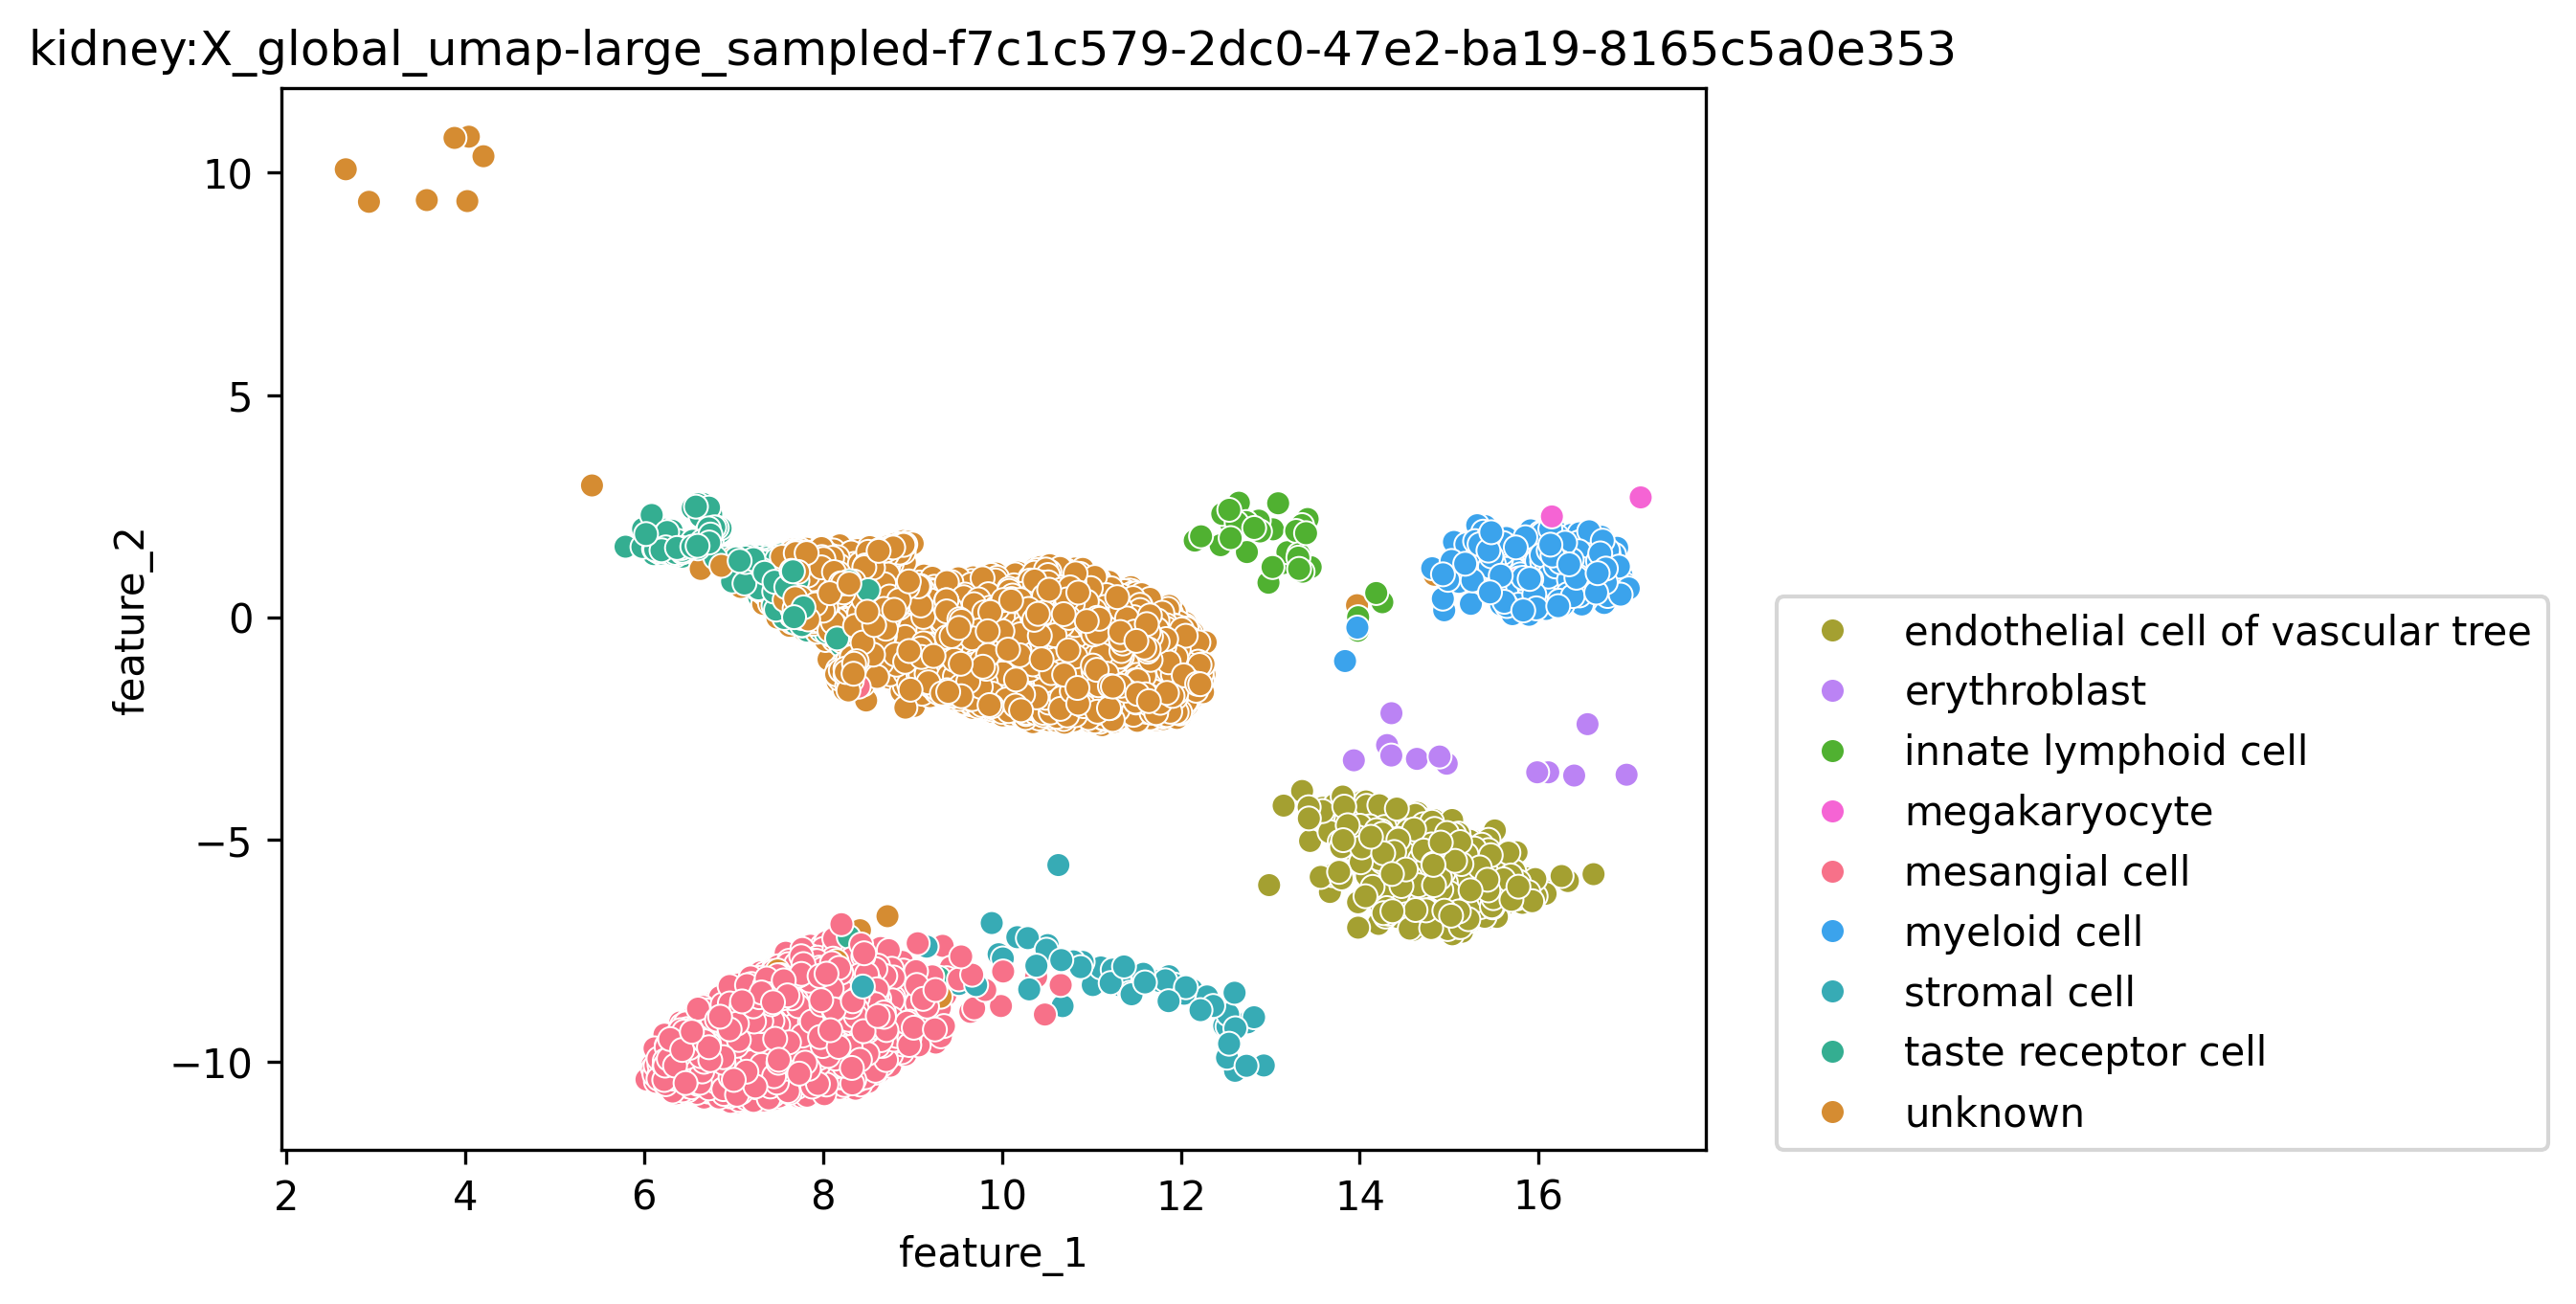 kidney:X_global_umap-large_sampled-f7c1c579-2dc0-47e2-ba19-8165c5a0e353
10
5
0
−5
−10
feature_2
2 4 6 8 10 12 14 16
feature_1
endothelial cell of vascular tree
erythroblast
innate lymphoid cell
megakaryocyte
mesangial cell
myeloid cell
stromal cell
taste receptor cell
unknown